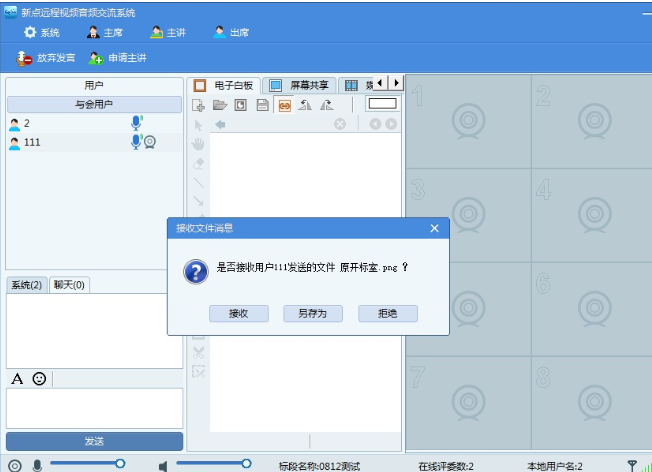 新点远程视频音频交流系统
系统 主席 主讲 出席
放弃发言 申请主讲
用户
与会用户
2
111
电子白板 屏幕共享
1 2
3 4
接收文件消息
是否接收用户111发送的文件 原开标室.png ?
接收 另存为 拒绝
6
系统(2) 聊天(0)
7 8
A
发送
标段名称:0812测试 在线评委数:2 本地用户名:2